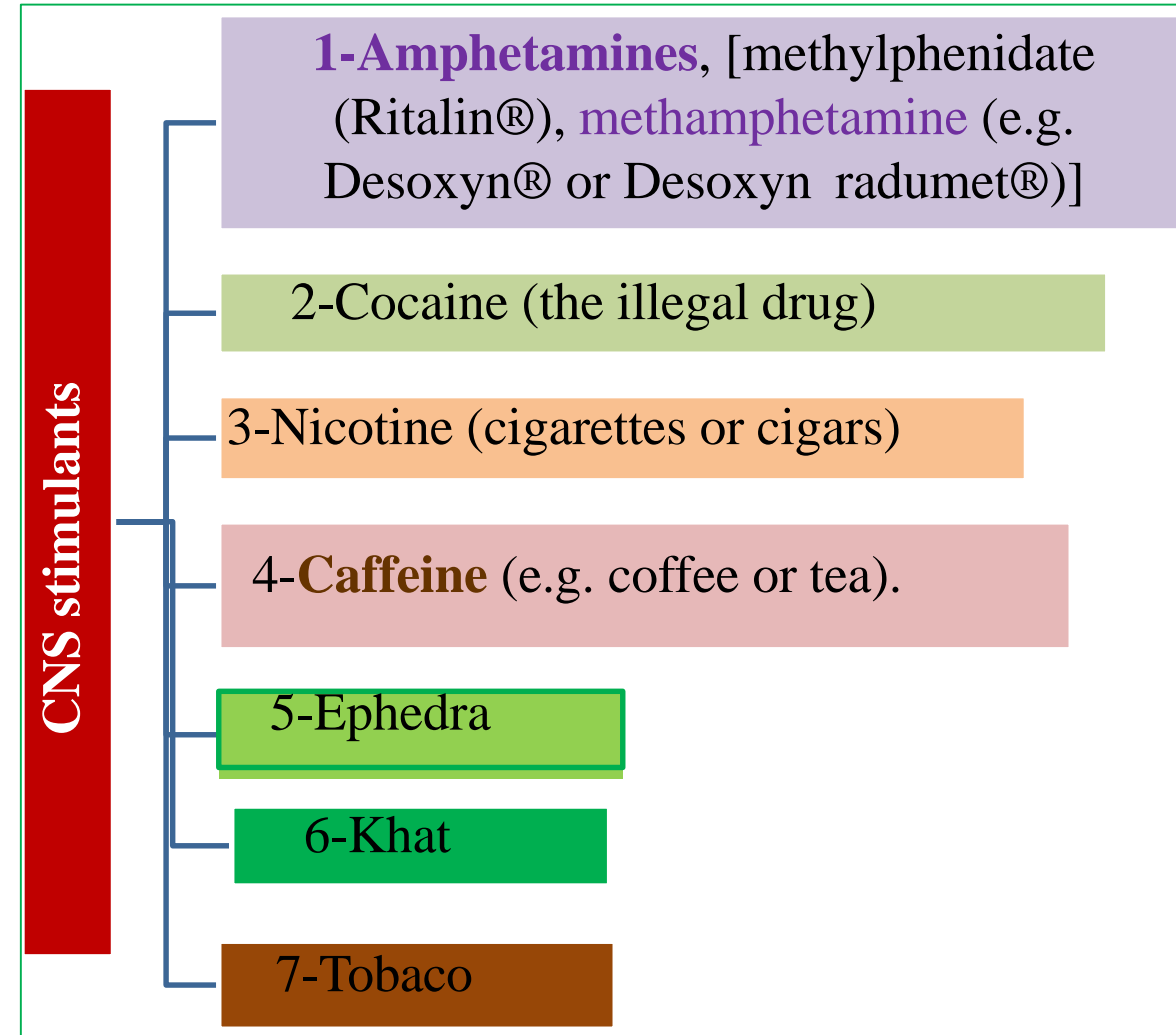 CNS stimulants
1-Amphetamines, [methylphenidate
(Ritalin®), methamphetamine (e.g.
Desoxyn® or Desoxyn radumet®)]
2-Cocaine (the illegal drug)
3-Nicotine (cigarettes or cigars)
4-Caffeine (e.g. coffee or tea).
5-Ephedra
6-Khat
7-Tobaco